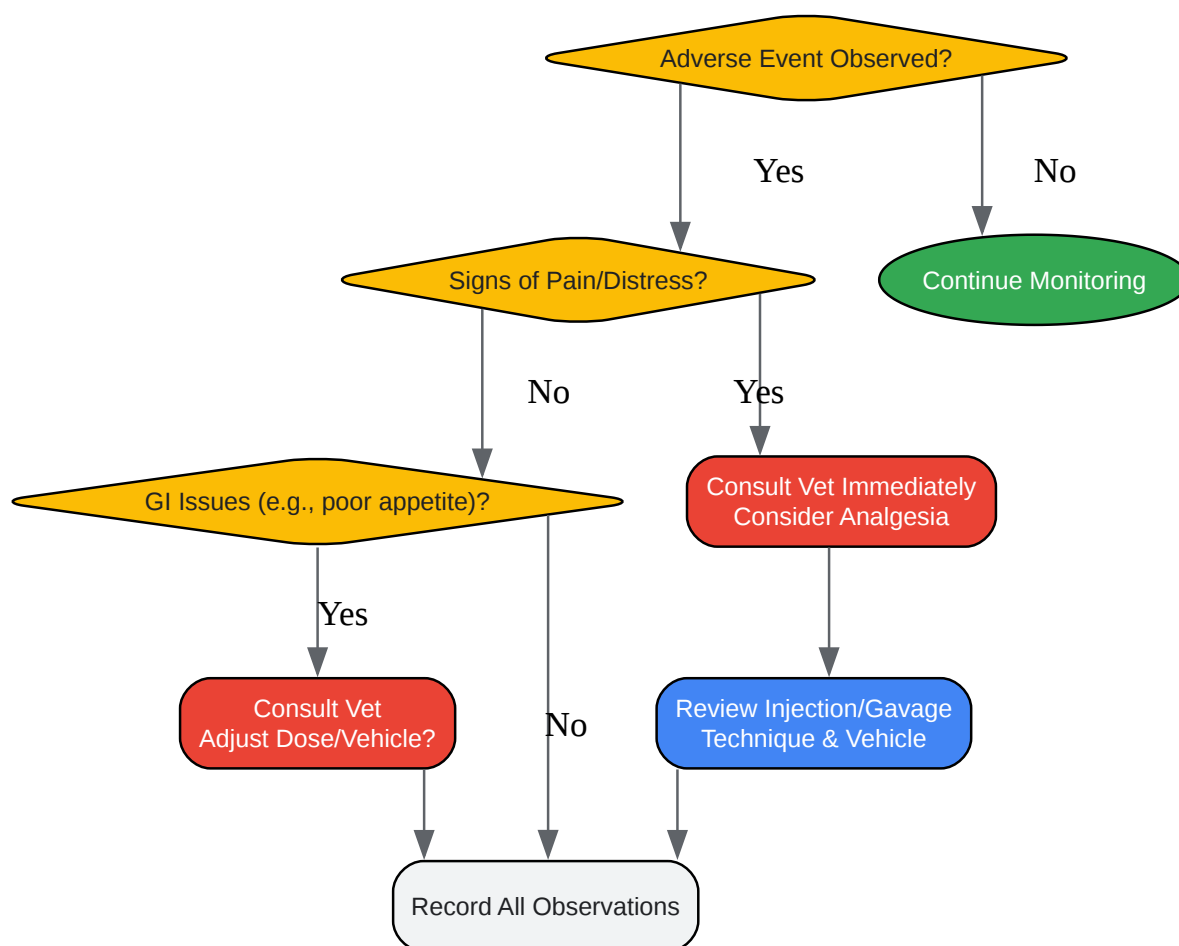 Adverse Event Observed?
Yes
No
Signs of Pain/Distress?
Continue Monitoring
No
Yes
GI Issues (e.g., poor appetite)?
Consult Vet Immediately
Consider Analgesia
Yes
Consult Vet
Adjust Dose/Vehicle?
No
Review Injection/Gavage
Technique & Vehicle
Record All Observations